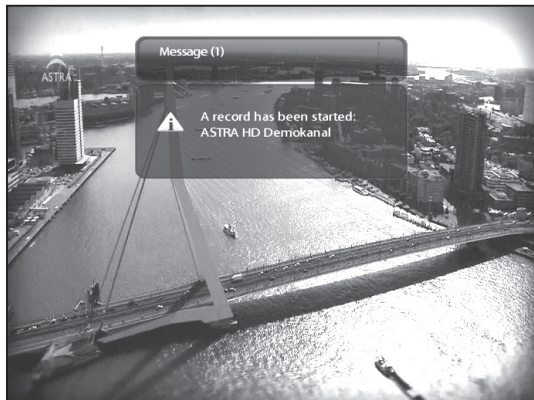 Message (1)
ASTRA
A record has been started:
ASTRA HD Demokanal